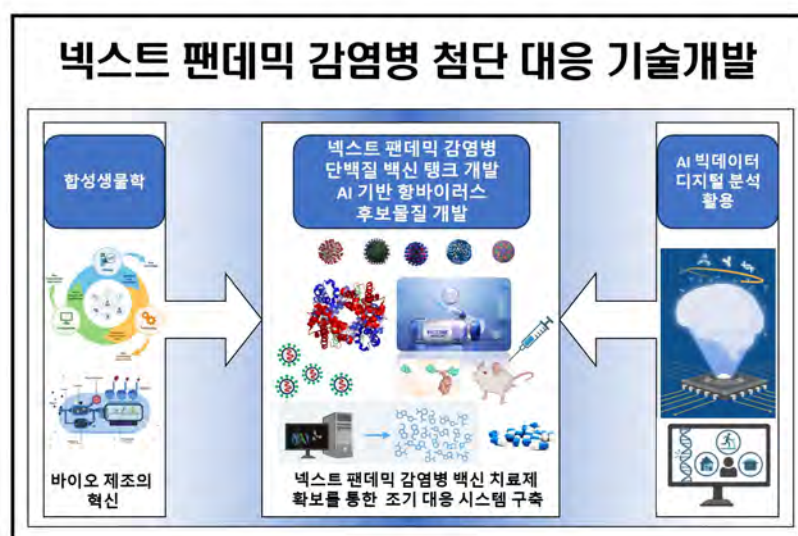 넥스트 팬데믹 감염병 첨단 대응 기술개발
합성생물학
바이오 제조의
혁신
넥스트 팬데믹 감염병
단백질 백신 탱크 개발
AI 기반 항바이러스
후보물질 개발
VACCINE
넥스트 팬데믹 감염병 백신 치료제
확보를 통한 조기 대응 시스템 구축
AI 빅데이터
디지털 분석
활용